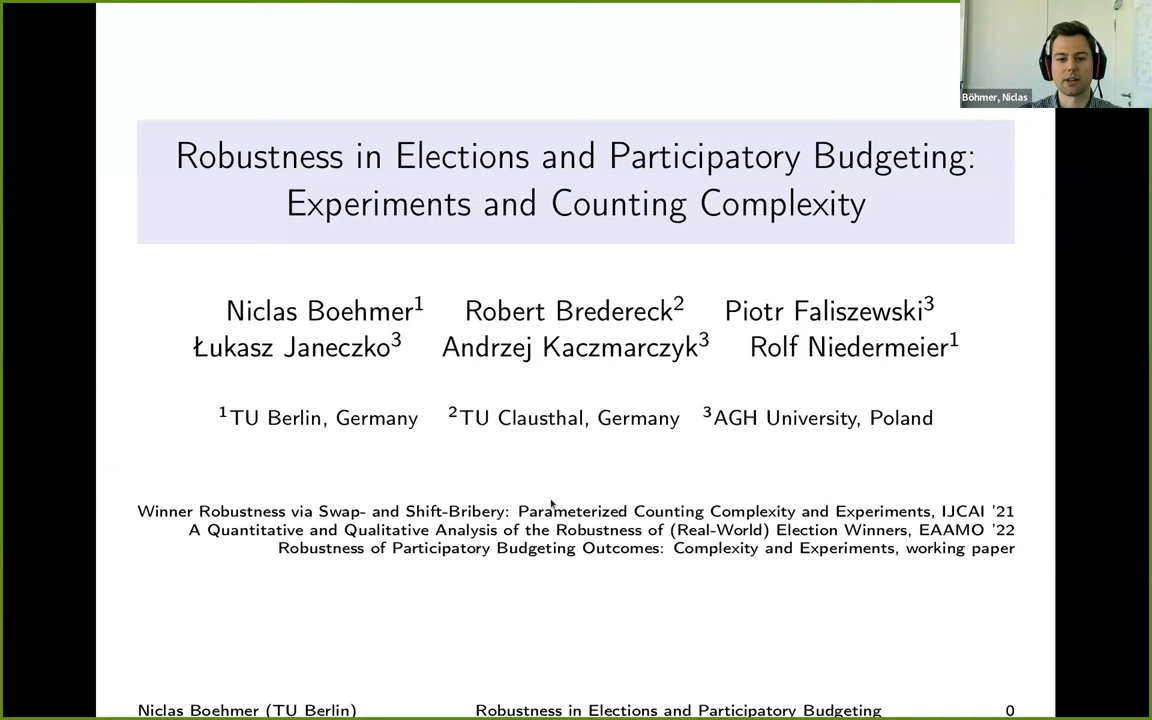 Böhmer, Niclas
Robustness in Elections and Participatory Budgeting:
Experiments and Counting Complexity
Niclas Boehmer¹ Robert Bredereck² Piotr Faliszewski³
Łukasz Janeczko³ Andrzej Kaczmarczyk³ Rolf Niedermeier¹
¹TU Berlin, Germany ²TU Clausthal, Germany ³AGH University, Poland
Winner Robustness via Swap- and Shift-Bribery: Parameterized Counting Complexity and Experiments, IJCAI '21
A Quantitative and Qualitative Analysis of the Robustness of (Real-World) Election Winners, EAAMO '22
Robustness of Participatory Budgeting Outcomes: Complexity and Experiments, working paper
Niclas Boehmer (TU Berlin) Robustness in Elections and Participatory Budgeting 0